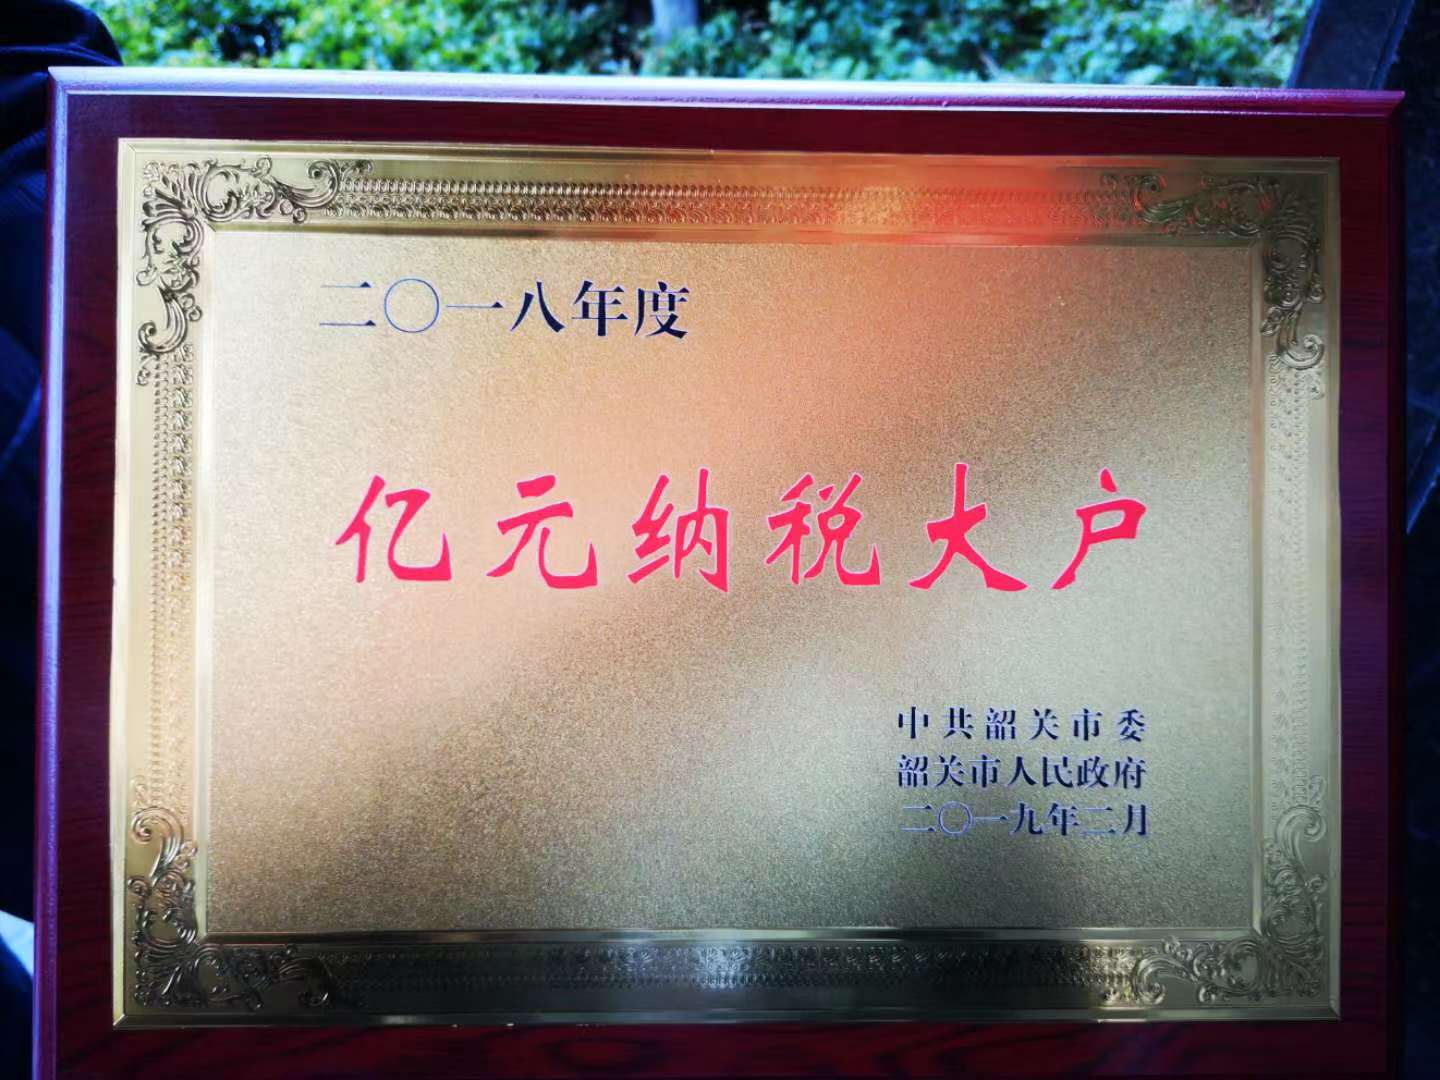 二〇一八年度
亿元纳税大户
中共韶关市委
韶关市人民政府
二〇一九年二月